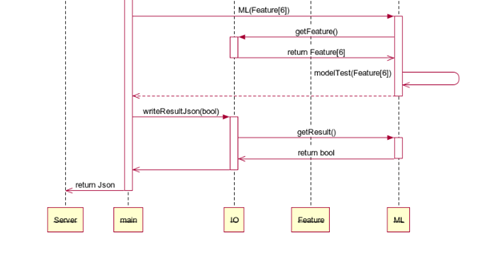 ML(Feature[6])
getFeature()
return Feature[6]
modelTest(Feature[6])
writeResultJson(bool)
getResult()
return bool
return Json
Server main IO Feature ML